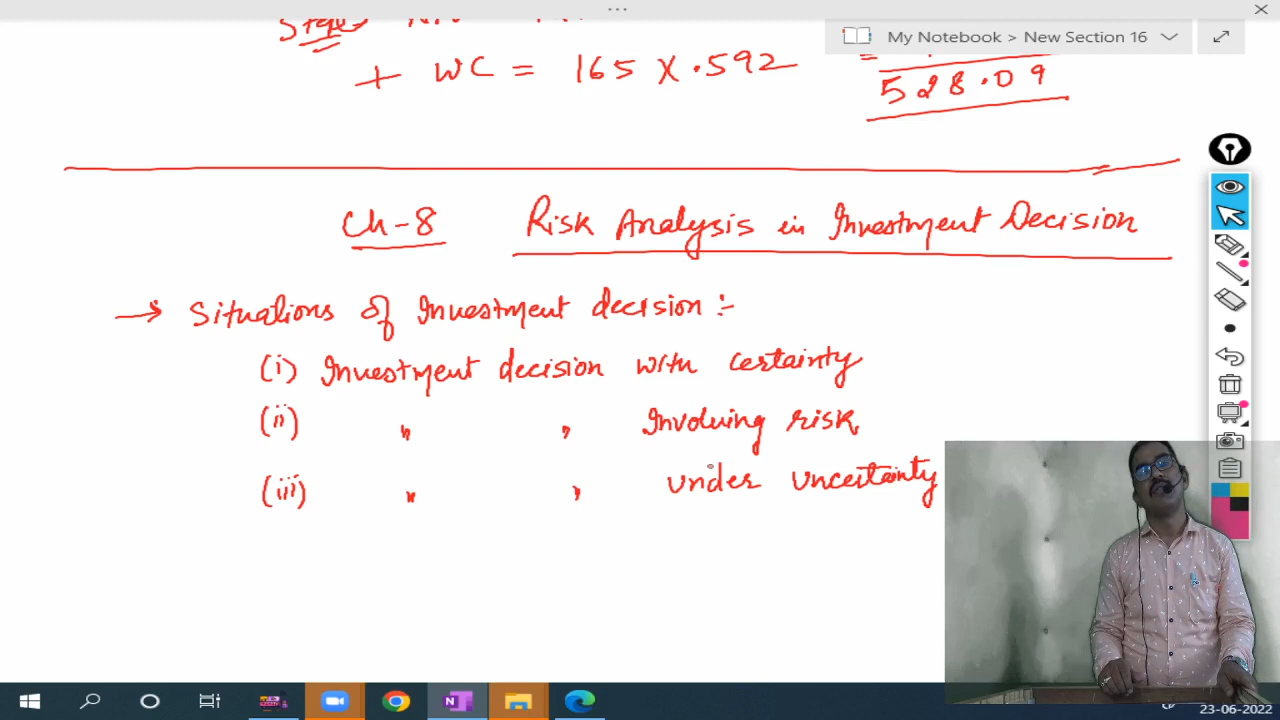 My Notebook > New Section 16
+ WC = 165 X .592 =
528.09
Ch-8 Risk Analysis in Investment Decision
→ Situations of Investment decision :-
(i) Investment decision with certainty
(ii) " " Involving risk
(iii) " " under uncertainty
23-06-2022